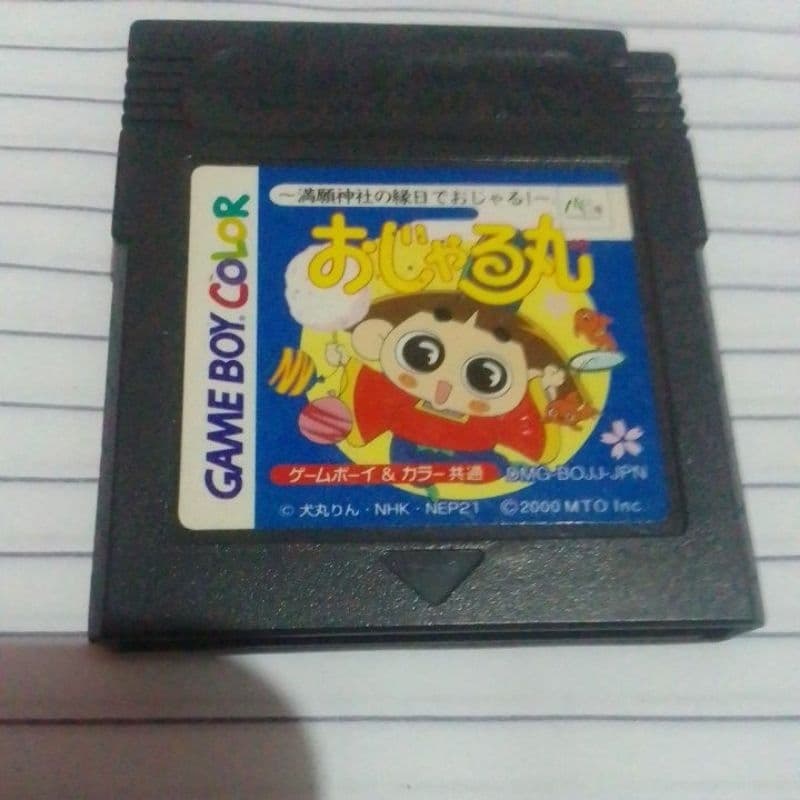 GAME BOY COLOR
~満願神社の縁日でおじゃる!~
おじゃる丸
ゲームボーイ & カラー共通
DMG-BOJJ-JPN
© 犬丸りん・NHK・NEP21
©2000 MTO Inc.